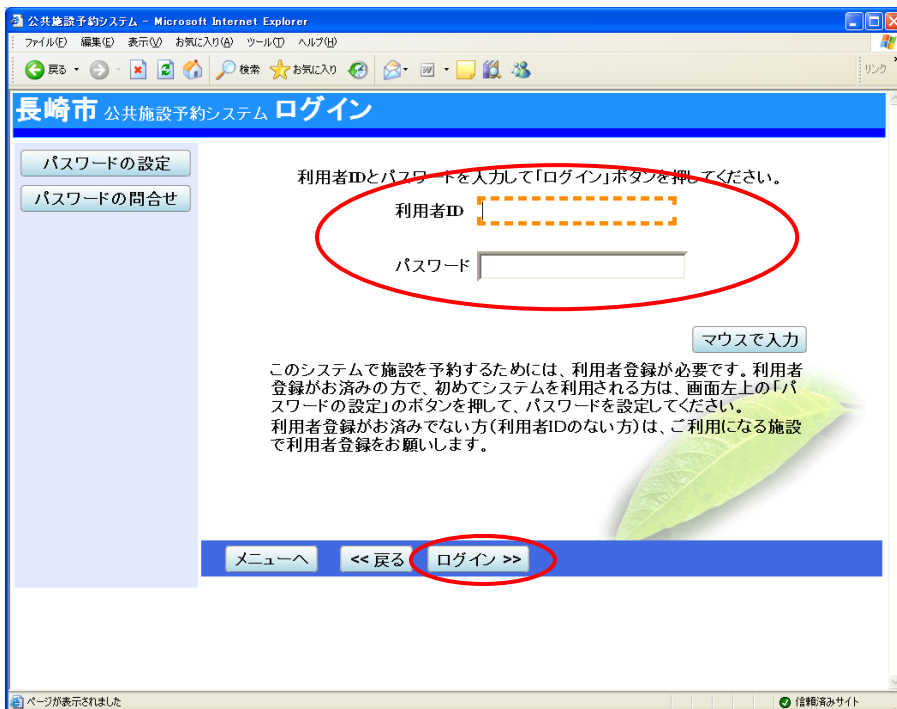 公共施設予約システム - Microsoft Internet Explorer
ファイル(F) 編集(E) 表示(V) お気に入り(A) ツール(T) ヘルプ(H)
戻る 検索 お気に入り リンク
長崎市 公共施設予約システム ログイン
パスワードの設定
パスワードの問合せ
利用者IDとパスワードを入力して「ログイン」ボタンを押してください。
利用者ID
パスワード
マウスで入力
このシステムで施設を予約するためには、利用者登録が必要です。利用者
登録がお済みの方で、初めてシステムを利用される方は、画面左上の「パ
スワードの設定」のボタンを押して、パスワードを設定してください。
利用者登録がお済みでない方(利用者IDのない方)は、ご利用になる施設
で利用者登録をお願いします。
メニューへ << 戻る ログイン >>
ページが表示されました 信頼済みサイト